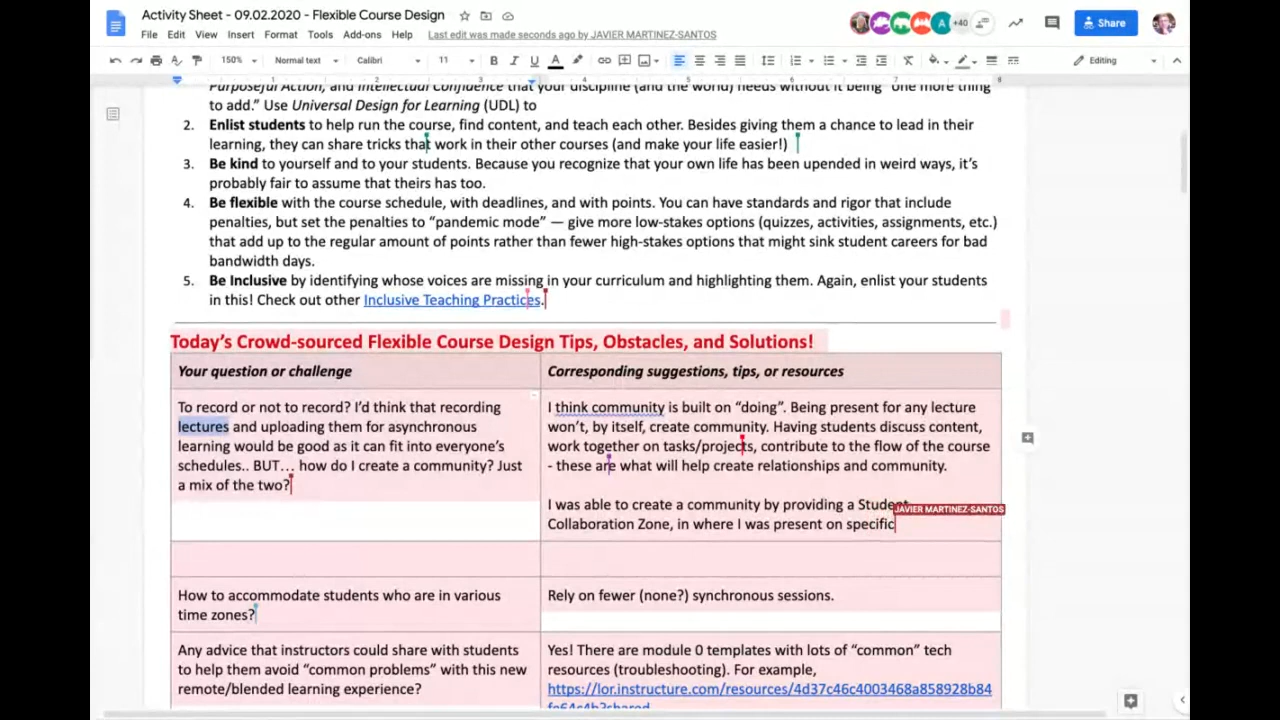 Activity Sheet - 09.02.2020 - Flexible Course Design
+40
Share
File Edit View Insert Format Tools Add-ons Help Last edit was made seconds ago by JAVIER MARTINEZ-SANTOS
150% Normal text Calibri 11 B I U A Editing
1 2 3 4 5 6 7 8
Purposeful Action, and Intellectual Confidence that your discipline (and the world) needs without it being "One more thing
to add." Use Universal Design for Learning (UDL) to
2. Enlist students to help run the course, find content, and teach each other. Besides giving them a chance to lead in their
learning, they can share tricks that work in their other courses (and make your life easier!)
3. Be kind to yourself and to your students. Because you recognize that your own life has been upended in weird ways, it's
probably fair to assume that theirs has too.
4. Be flexible with the course schedule, with deadlines, and with points. You can have standards and rigor that include
penalties, but set the penalties to "pandemic mode" — give more low-stakes options (quizzes, activities, assignments, etc.)
that add up to the regular amount of points rather than fewer high-stakes options that might sink student careers for bad
bandwidth days.
5. Be Inclusive by identifying whose voices are missing in your curriculum and highlighting them. Again, enlist your students
in this! Check out other Inclusive Teaching Practices.
Today's Crowd-sourced Flexible Course Design Tips, Obstacles, and Solutions!
Your question or challenge
Corresponding suggestions, tips, or resources
To record or not to record? I'd think that recording
lectures and uploading them for asynchronous
learning would be good as it can fit into everyone's
schedules.. BUT... how do I create a community? Just
a mix of the two?
I think community is built on "doing". Being present for any lecture
won't, by itself, create community. Having students discuss content,
work together on tasks/projects, contribute to the flow of the course
- these are what will help create relationships and community.
I was able to create a community by providing a Student
JAVIER MARTINEZ-SANTOS
Collaboration Zone, in where I was present on specific
How to accommodate students who are in various
time zones?
Rely on fewer (none?) synchronous sessions.
Any advice that instructors could share with students
to help them avoid "common problems" with this new
remote/blended learning experience?
Yes! There are module 0 templates with lots of "common" tech
resources (troubleshooting). For example,
https://lor.instructure.com/resources/4d37c46c4003468a858928b84